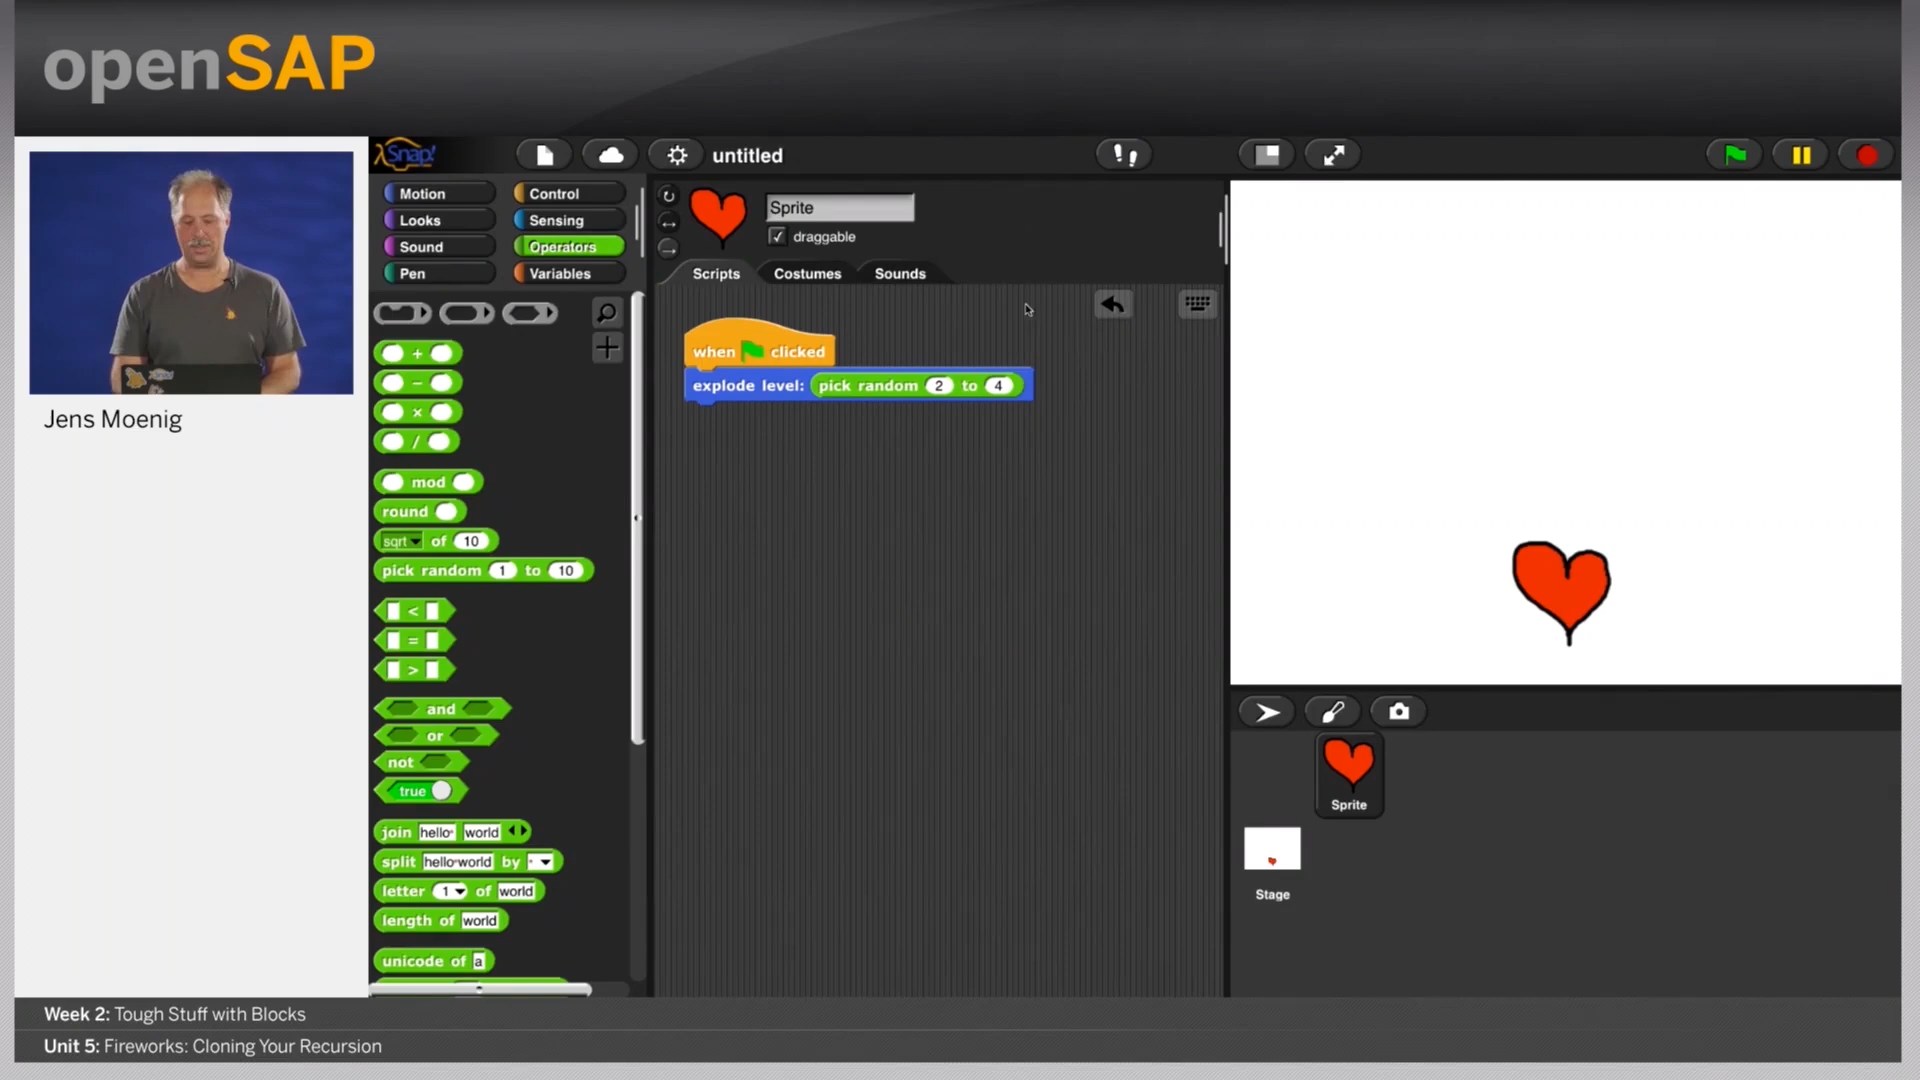 openSAP
Jens Moenig
Snap!
untitled
Motion
Control
Looks
Sensing
Sound
Operators
Pen
Variables
+
−
×
/
mod
round
sqrt of 10
pick random 1 to 10
<
=
>
and
or
not
true
join hello world
split hello world by
letter 1 of world
length of world
unicode of a
Sprite
draggable
Scripts
Costumes
Sounds
when clicked
explode level: pick random 2 to 4
Sprite
Stage
Week 2: Tough Stuff with Blocks
Unit 5: Fireworks: Cloning Your Recursion